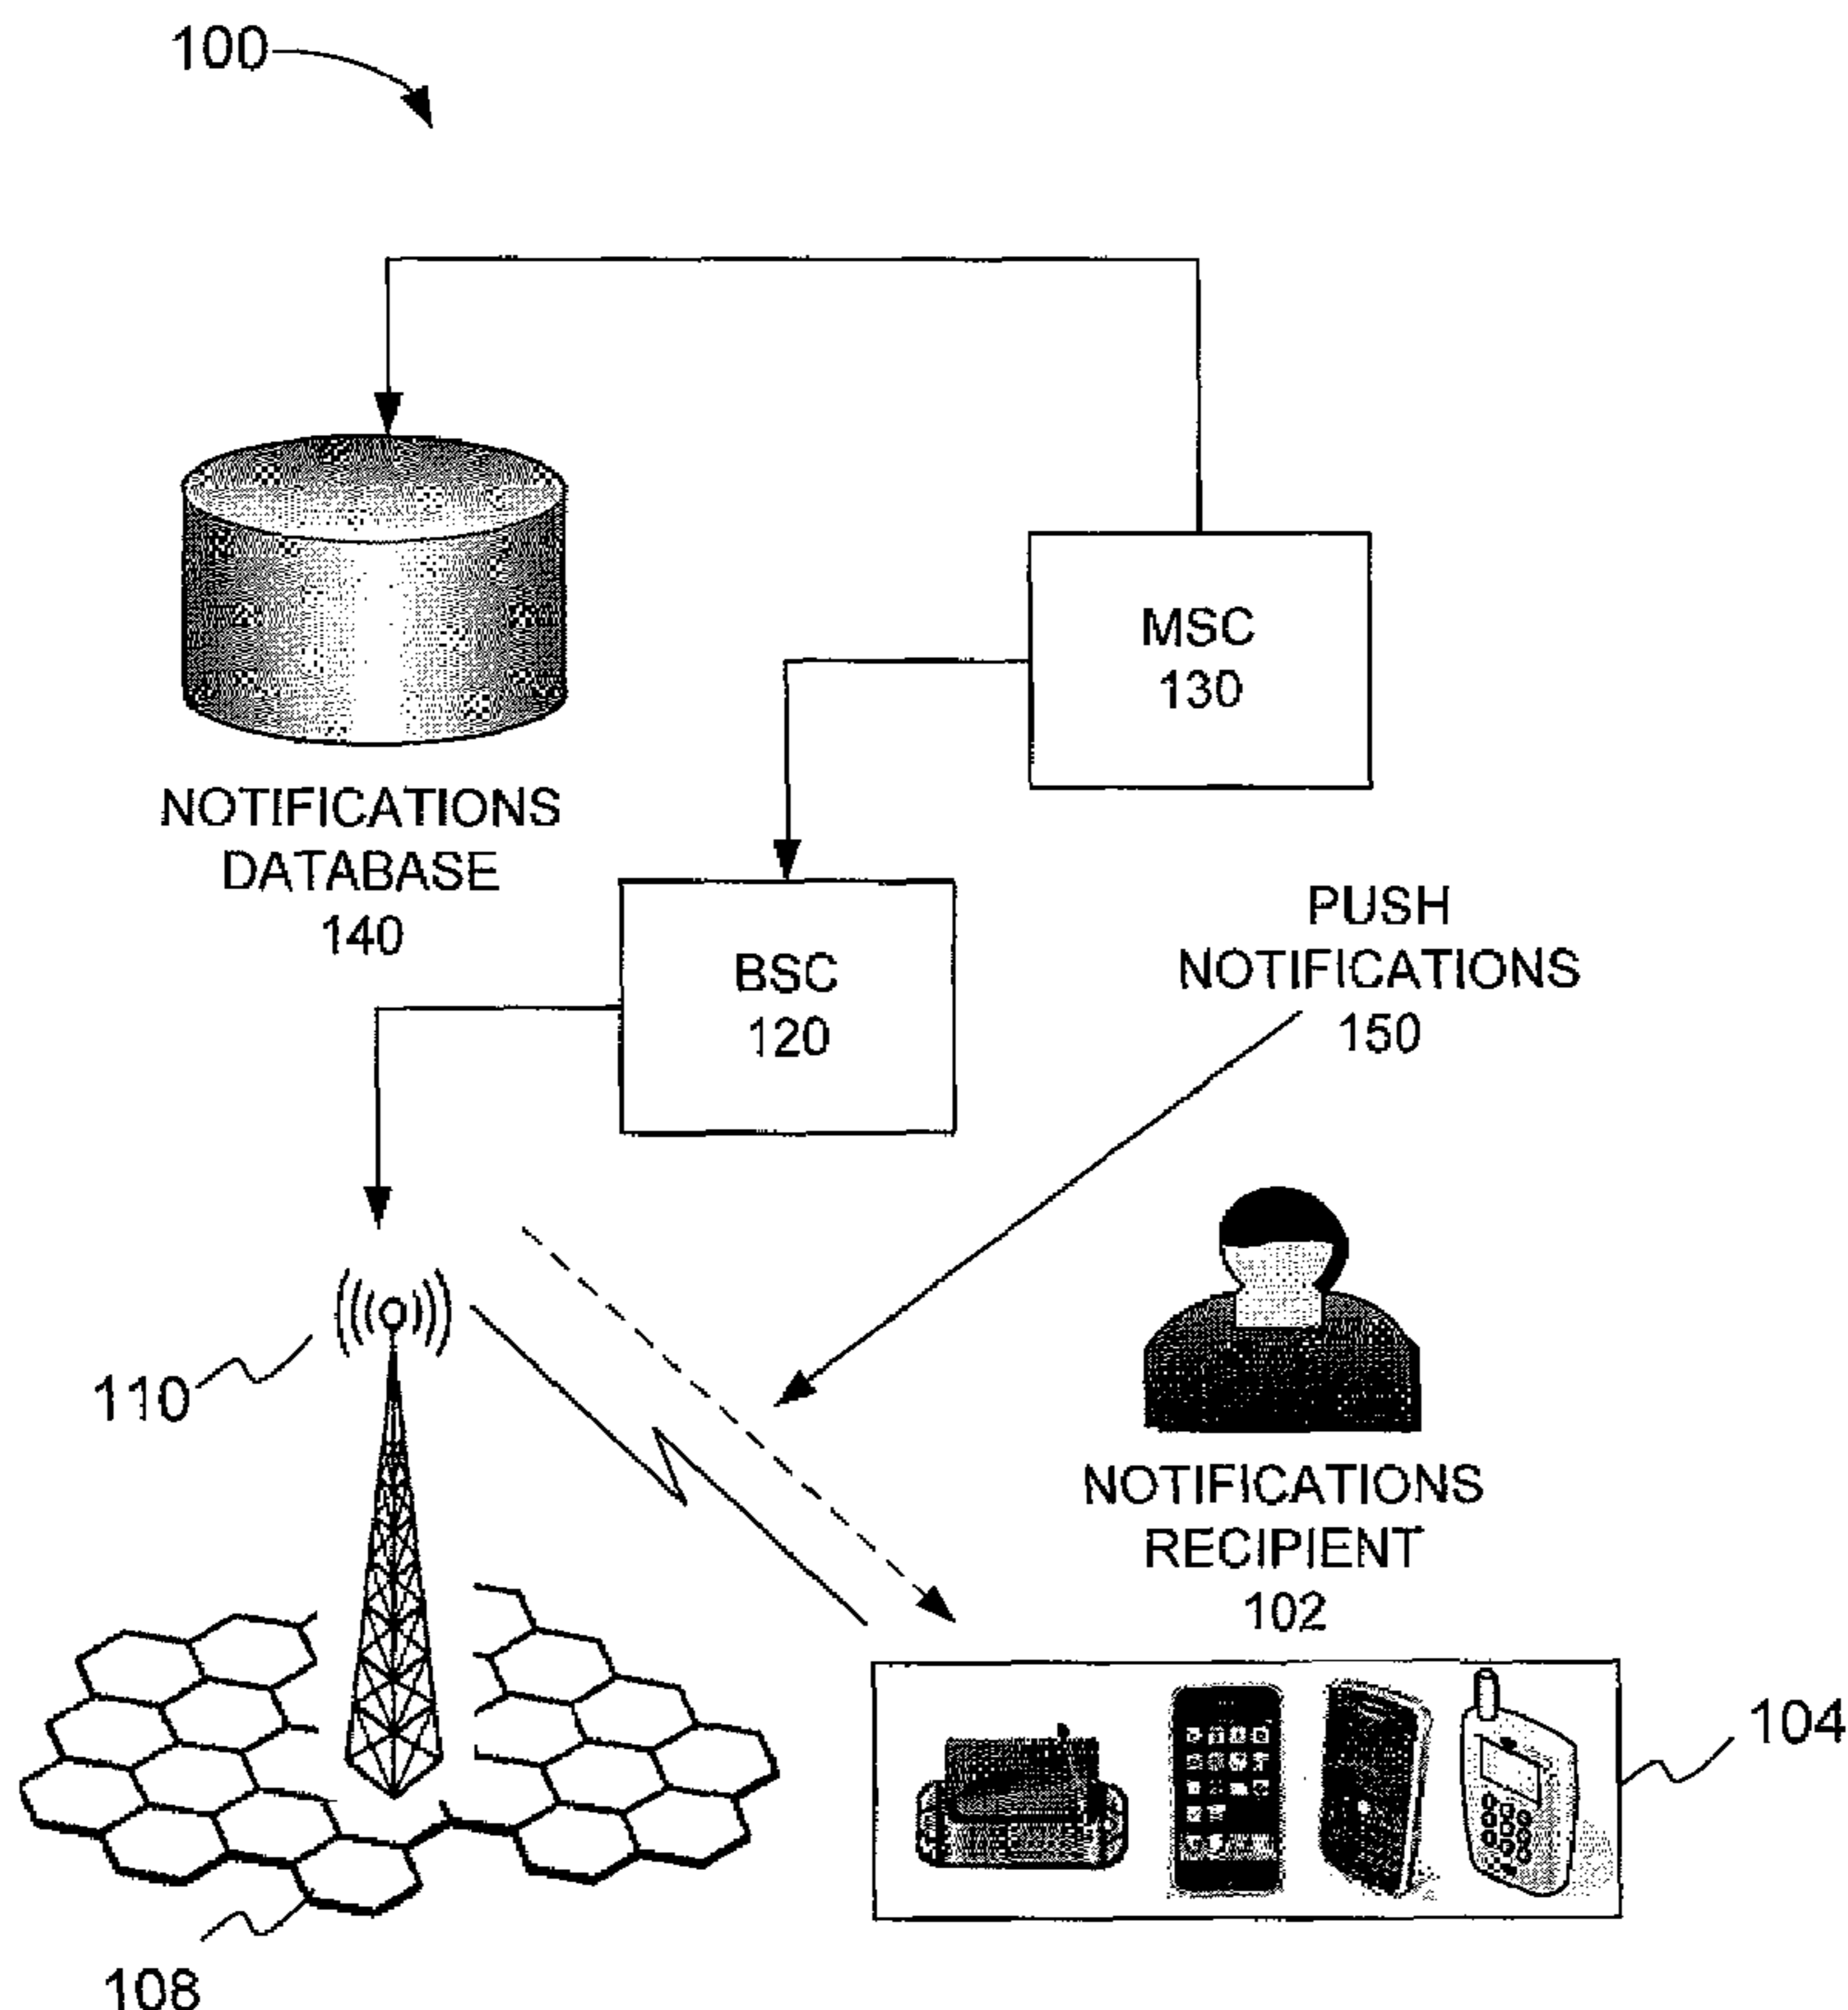 100
MSC
130
NOTIFICATIONS
DATABASE
140
BSC
120
PUSH
NOTIFICATIONS
150
110
NOTIFICATIONS
RECIPIENT
102
104
108